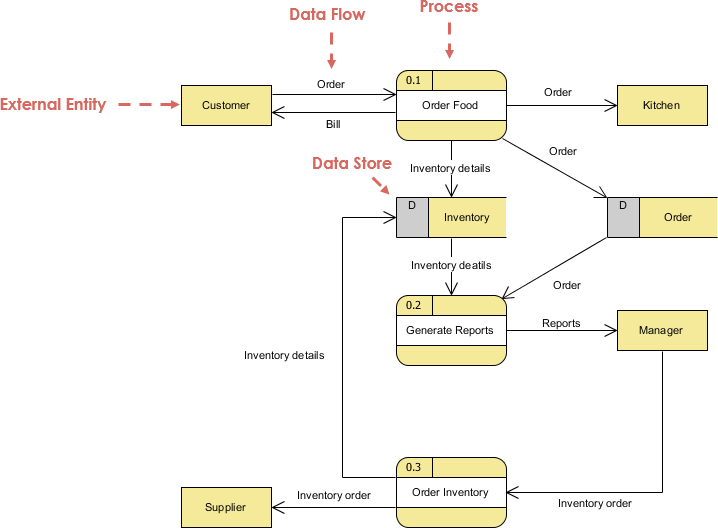 Process
Data Flow
0.1
Order
Order
External Entity
Customer
Order Food
Kitchen
Bill
Order
Data Store
Inventory details
D
Inventory
D
Order
Inventory deatils
Order
0.2
Reports
Generate Reports
Manager
Inventory details
0.3
Order Inventory
Inventory order
Inventory order
Supplier